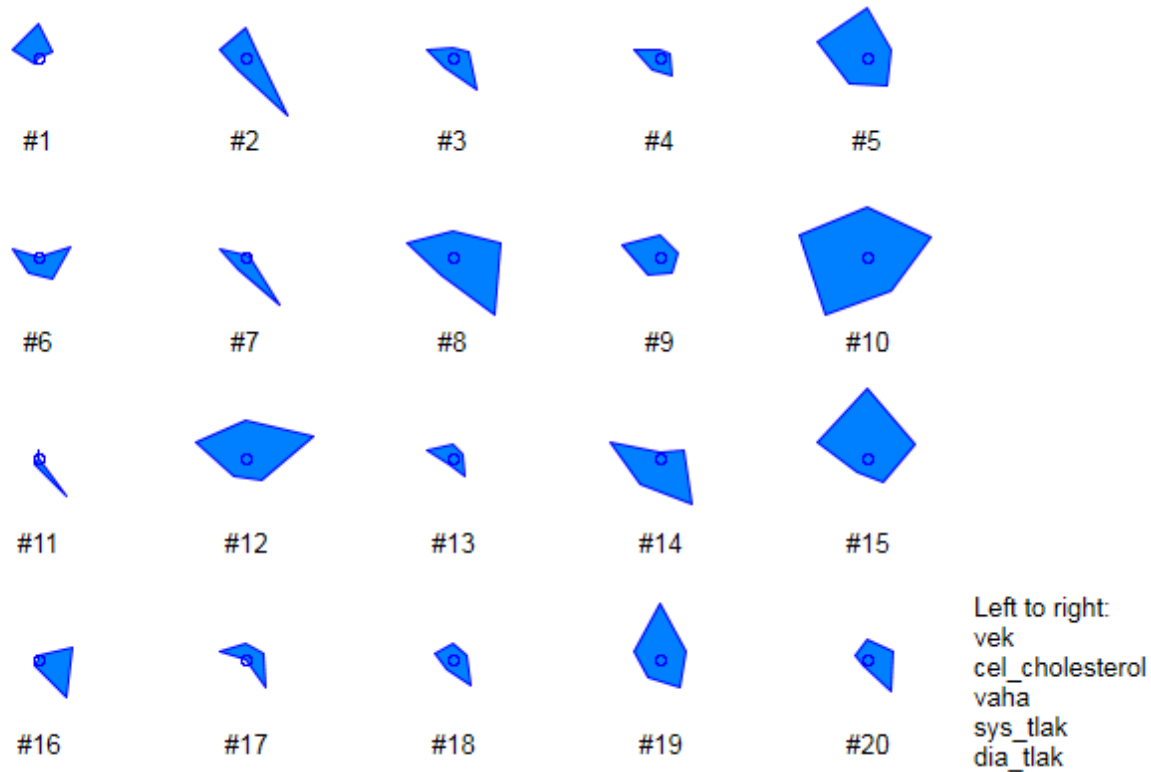 #1 #2 #3 #4 #5
#6 #7 #8 #9 #10
#11 #12 #13 #14 #15
#16 #17 #18 #19 #20
Left to right:
vek
cel_cholesterol
vaha
sys_tlak
dia_tlak